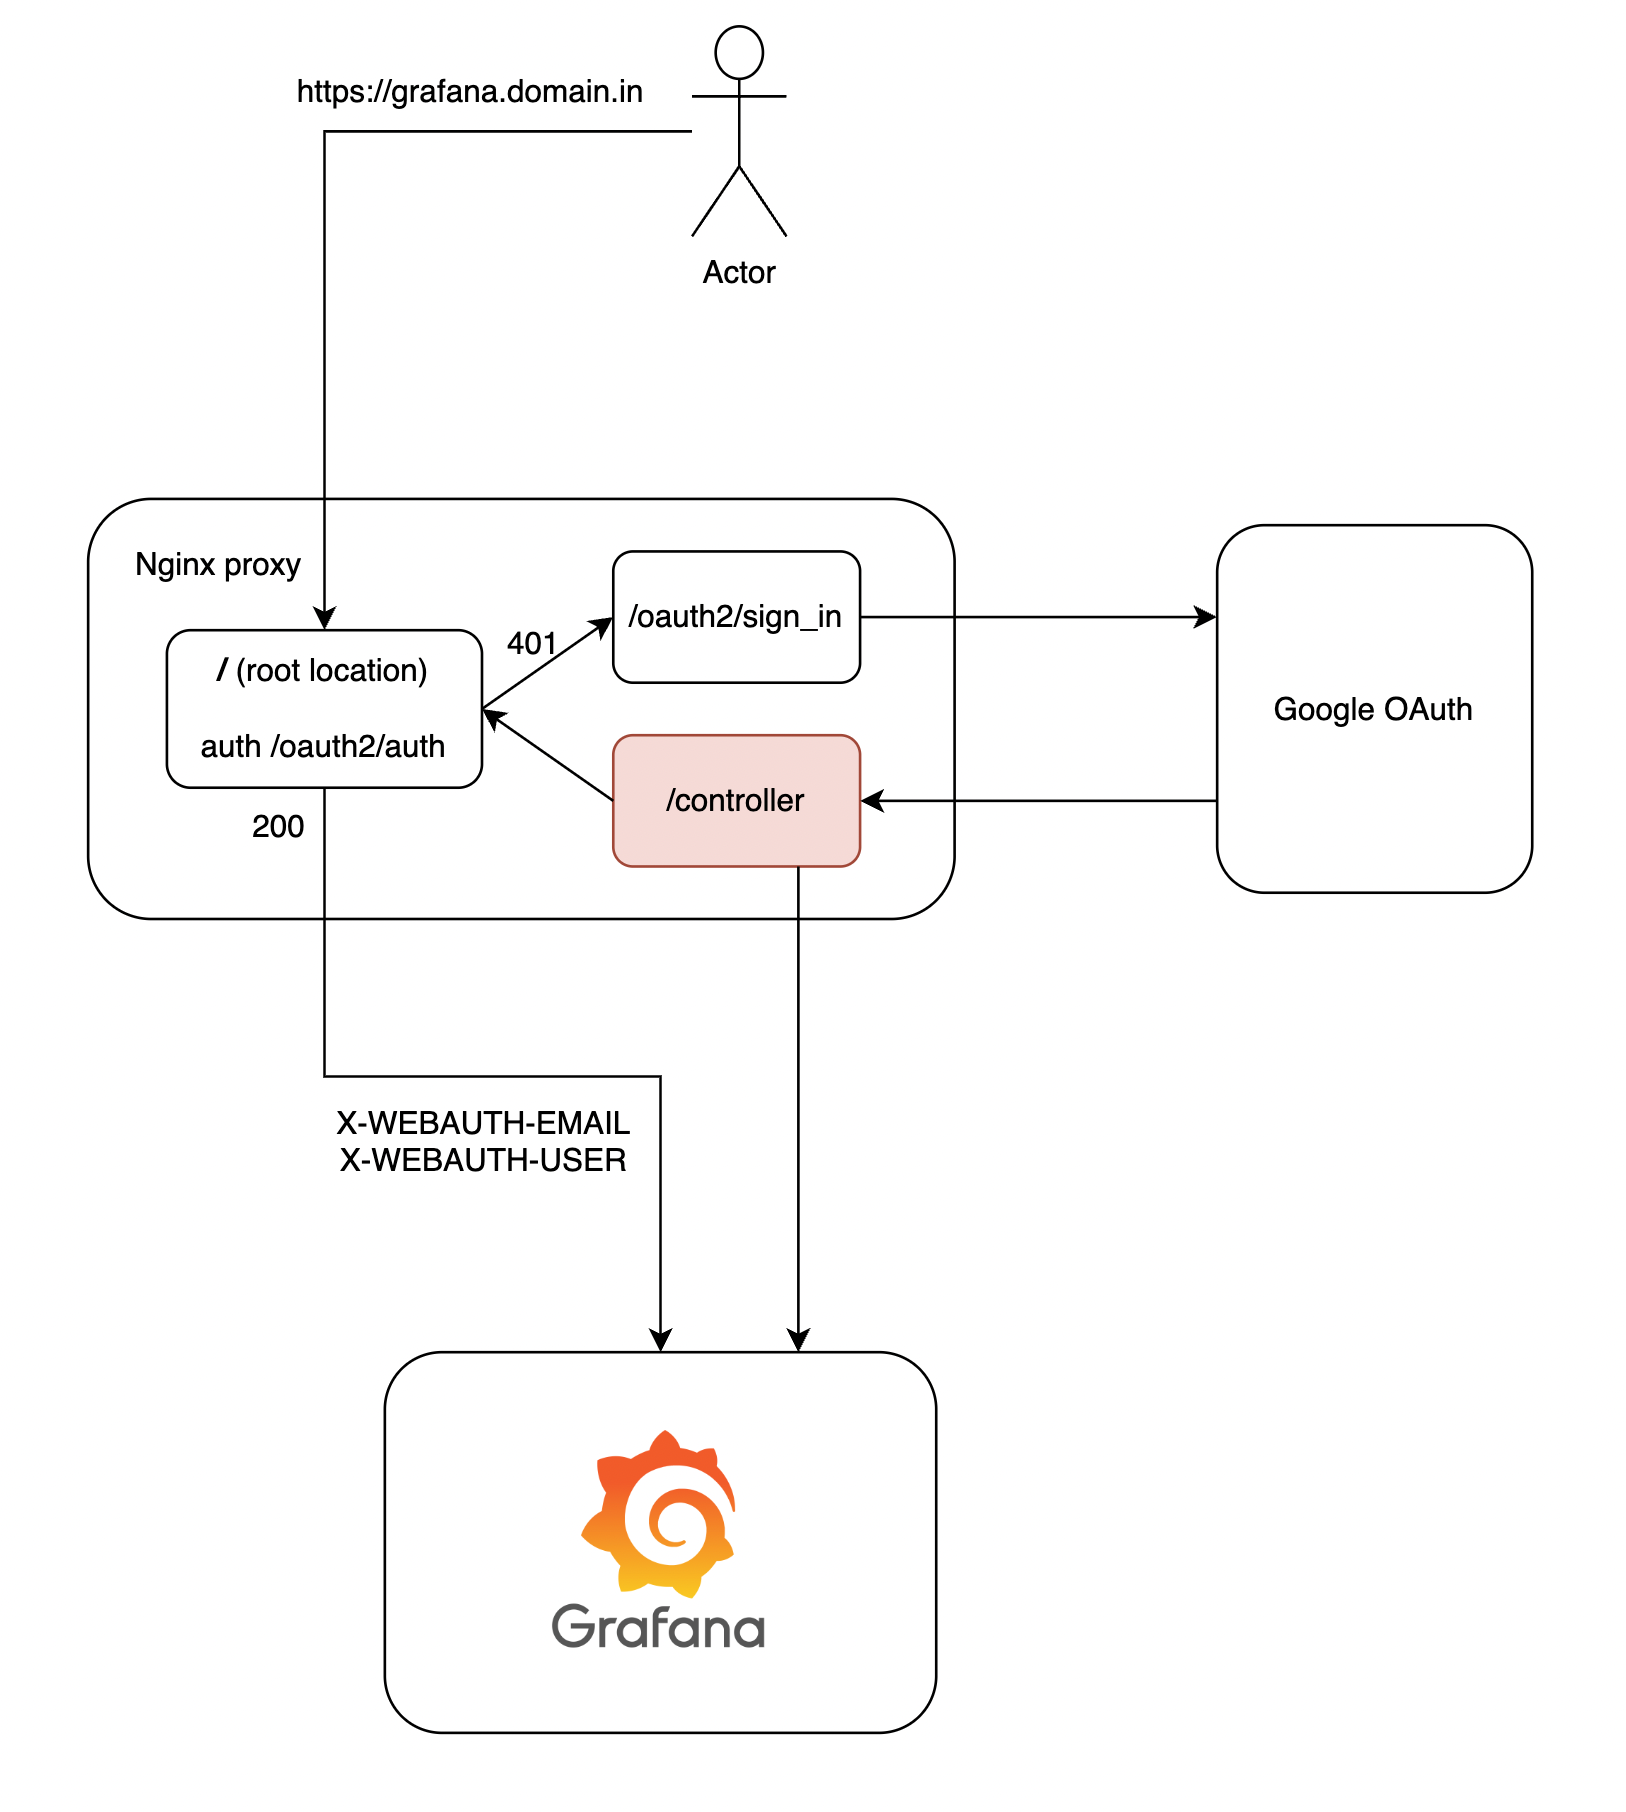 https://grafana.domain.in
Actor
Nginx proxy
/ (root location)
auth /oauth2/auth
401
/oauth2/sign_in
/controller
Google OAuth
200
X-WEBAUTH-EMAIL
X-WEBAUTH-USER
Grafana